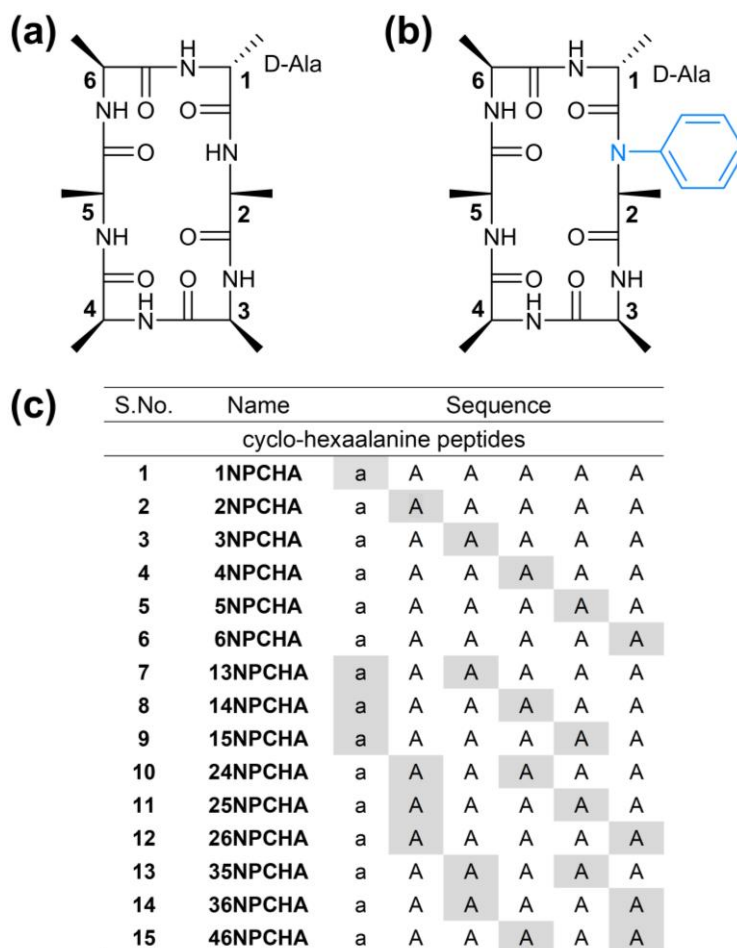 (a)
(b)
H
N
D-Ala
6
1
O
O
NH
HN
O
5
2
O
NH
NH
O
O
4
N
H
3
H
N
D-Ala
6
1
O
O
NH
N
O
5
2
O
NH
NH
O
O
4
N
H
3
(c)
S.No. Name Sequence
cyclo-hexaalanine peptides
1 1NPCHA a A A A A A
2 2NPCHA a A A A A A
3 3NPCHA a A A A A A
4 4NPCHA a A A A A A
5 5NPCHA a A A A A A
6 6NPCHA a A A A A A
7 13NPCHA a A A A A A
8 14NPCHA a A A A A A
9 15NPCHA a A A A A A
10 24NPCHA a A A A A A
11 25NPCHA a A A A A A
12 26NPCHA a A A A A A
13 35NPCHA a A A A A A
14 36NPCHA a A A A A A
15 46NPCHA a A A A A A